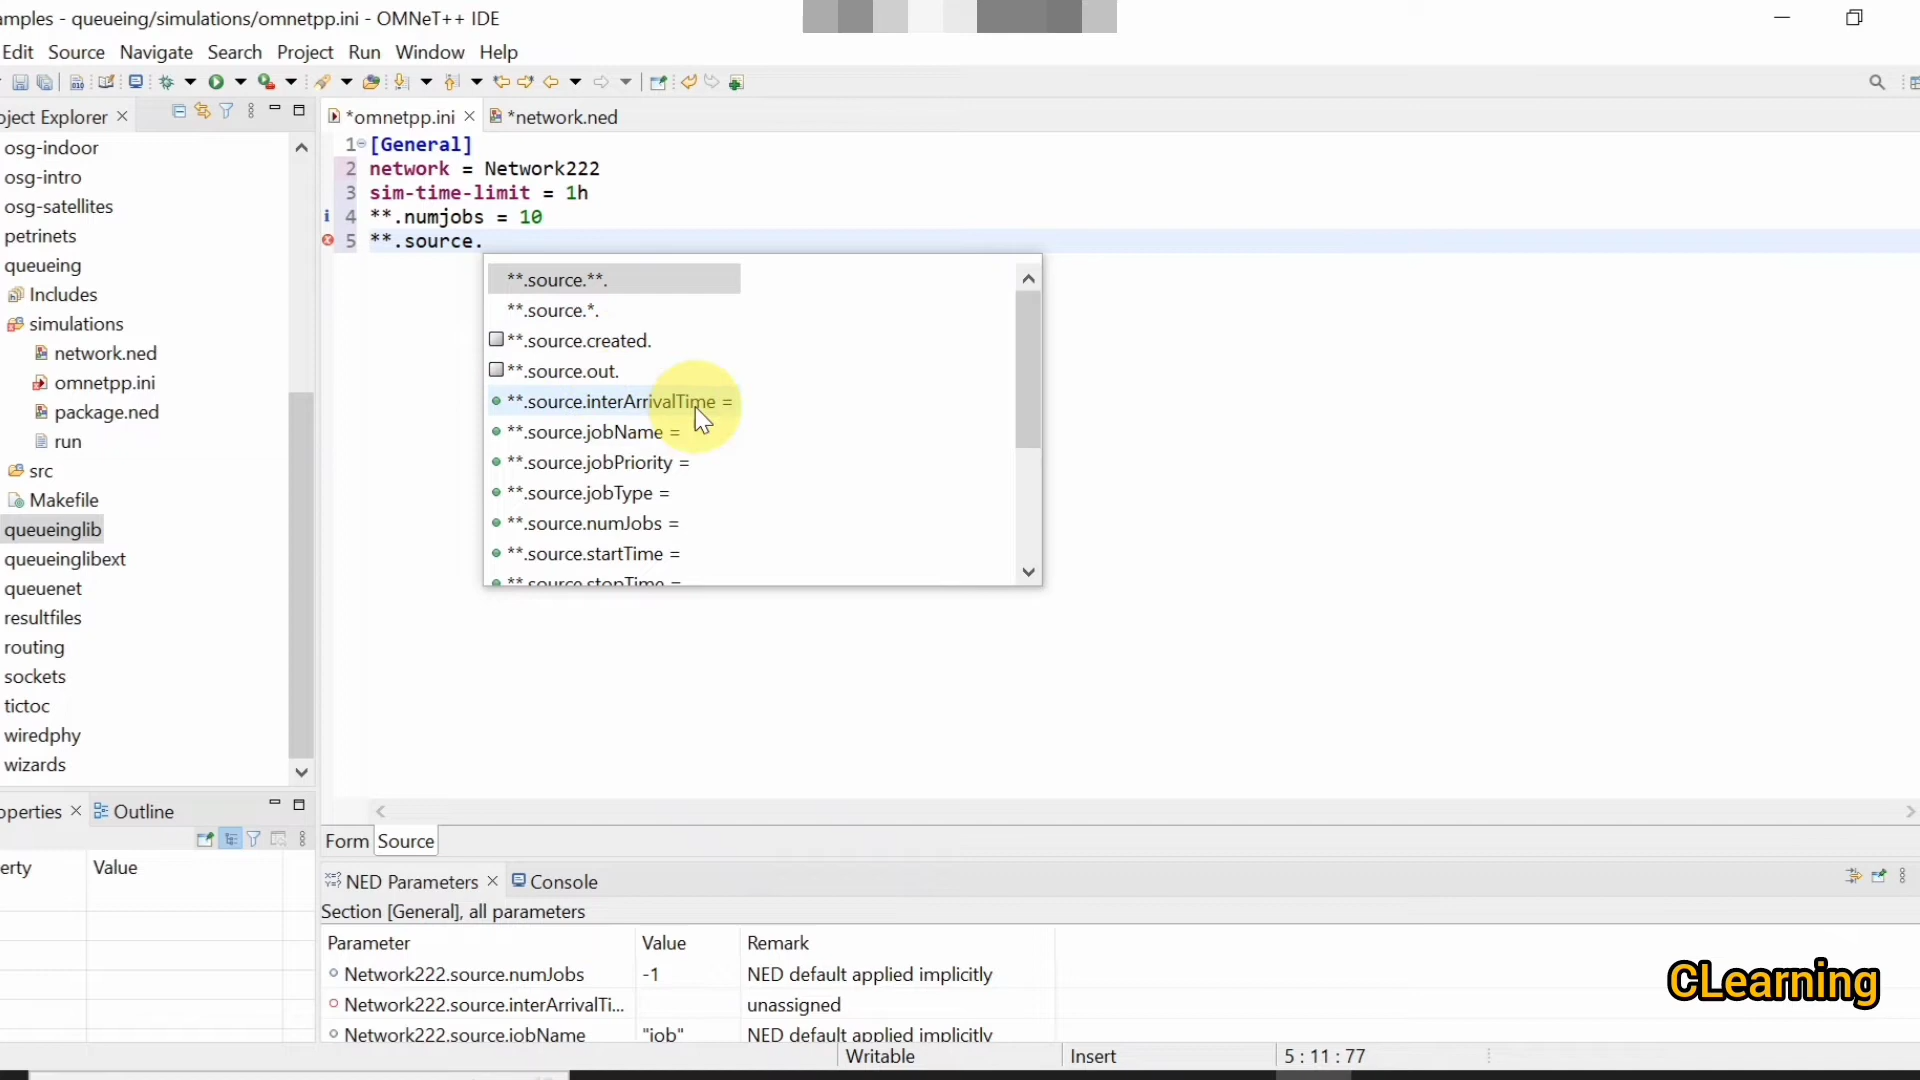 amples - queueing/simulations/omnetpp.ini - OMNeT++ IDE
Edit Source Navigate Search Project Run Window Help
oject Explorer
*omnetpp.ini
*network.ned
osg-indoor
osg-intro
osg-satellites
petrinets
queueing
Includes
simulations
network.ned
omnetpp.ini
package.ned
run
src
Makefile
queueinglib
queueinglibext
queuenet
resultfiles
routing
sockets
tictoc
wiredphy
wizards
1 [General]
2 network = Network222
3 sim-time-limit = 1h
4 **.numjobs = 10
5 **.source.
**.source.**.
**.source.*.
**.source.created.
**.source.out.
**.source.interArrivalTime =
**.source.jobName =
**.source.jobPriority =
**.source.jobType =
**.source.numJobs =
**.source.startTime =
**.source.stopTime =
operties
Outline
erty Value
Form Source
NED Parameters
Console
Section [General], all parameters
Parameter Value Remark
Network222.source.numJobs -1 NED default applied implicitly
Network222.source.interArrivalTi... unassigned
Network222.source.jobName "job" NED default applied implicitly
CLearning
Writable Insert 5 : 11 : 77